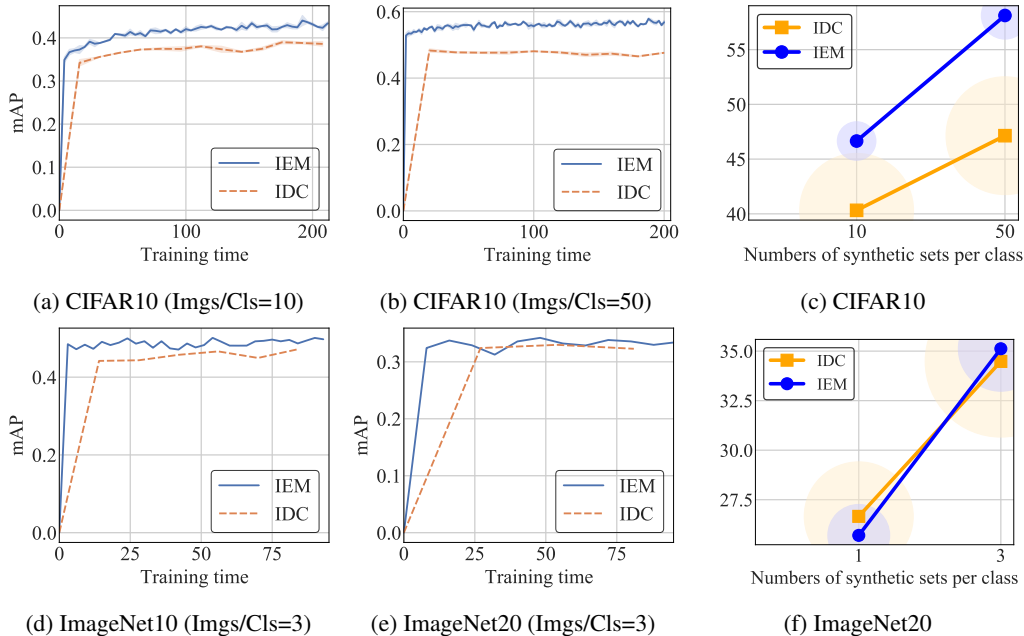 mAP
0.4
0.2
0.0
IEM
IDC
0
100
200
Training time
(a) CIFAR10 (Imgs/Cls=10)
0.6
0.4
0.2
0.0
IEM
IDC
0
100
200
Training time
(b) CIFAR10 (Imgs/Cls=50)
55
50
45
40
IDC
IEM
10
50
Numbers of synthetic sets per class
(c) CIFAR10
mAP
0.4
0.2
0.0
IEM
IDC
0
25
50
75
Training time
(d) ImageNet10 (Imgs/Cls=3)
mAP
0.3
0.2
0.1
0.0
IEM
IDC
0
25
50
75
Training time
(e) ImageNet20 (Imgs/Cls=3)
35.0
32.5
30.0
27.5
IDC
IEM
1
3
Numbers of synthetic sets per class
(f) ImageNet20